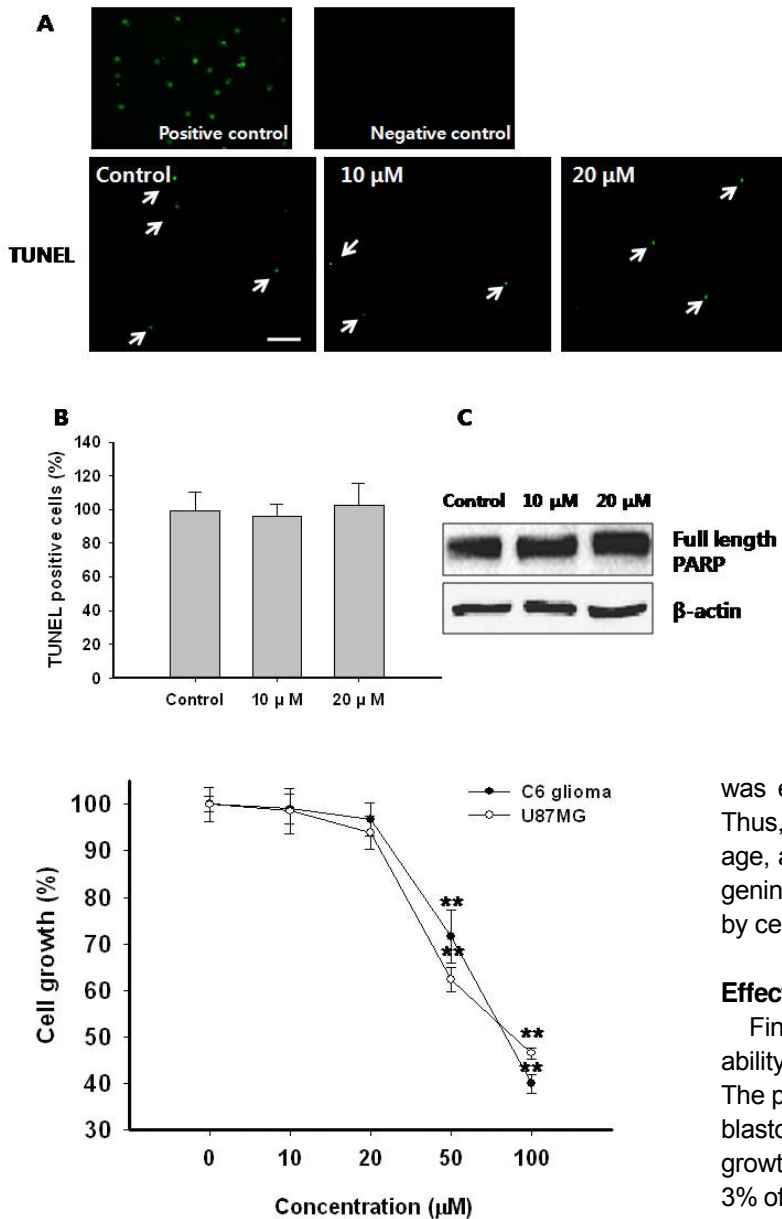 A
Positive control
Negative control
TUNEL
Control
10 μM
20 μM
B
TUNEL positive cells (%)
140
120
100
80
60
40
20
0
Control
10 μ M
20 μ M
C
Control 10 μM 20 μM
Full length
PARP
β-actin
Cell growth (%)
100
90
80
70
60
50
40
30
C6 glioma
U87MG
**
**
**
**
0 10 20 50 100
Concentration (μM)
was e
Thus,
age, a
genin
by ce
Effect
Fin
ability
The p
blasto
growt
3% of